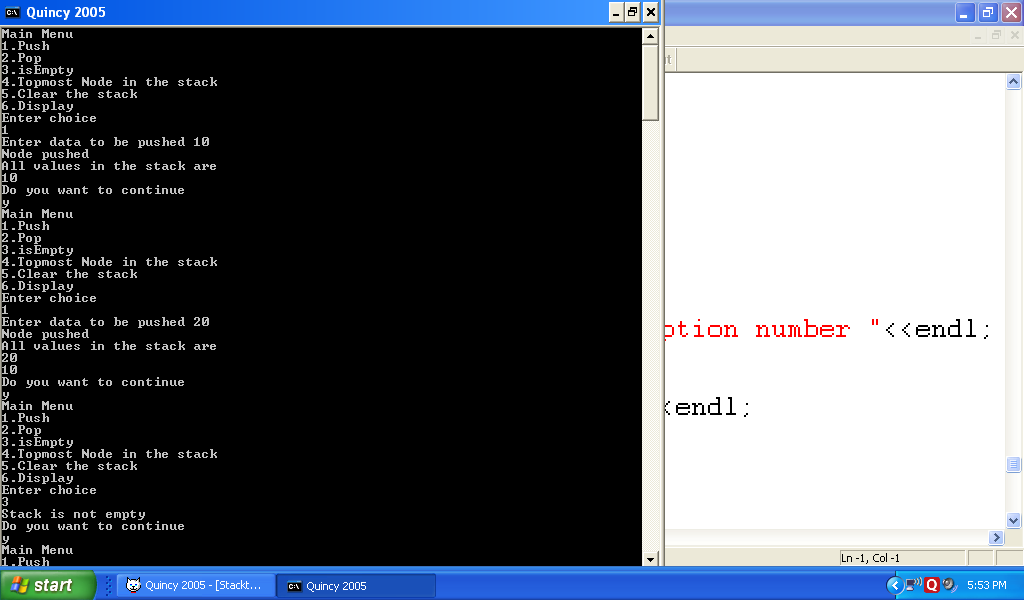 Quincy 2005
Main Menu
1.Push
2.Pop
3.isEmpty
4.Topmost Node in the stack
5.Clear the stack
6.Display
Enter choice
1
Enter data to be pushed 10
Node pushed
All values in the stack are
10
Do you want to continue
y
Main Menu
1.Push
2.Pop
3.isEmpty
4.Topmost Node in the stack
5.Clear the stack
6.Display
Enter choice
1
Enter data to be pushed 20
Node pushed
All values in the stack are
20
10
Do you want to continue
y
Main Menu
1.Push
2.Pop
3.isEmpty
4.Topmost Node in the stack
5.Clear the stack
6.Display
Enter choice
3
Stack is not empty
Do you want to continue
y
Main Menu
1.Push
ption number "<<endl;
<endl;
Ln -1, Col -1
start
Quincy 2005 - [Stackt...
Quincy 2005
5:53 PM